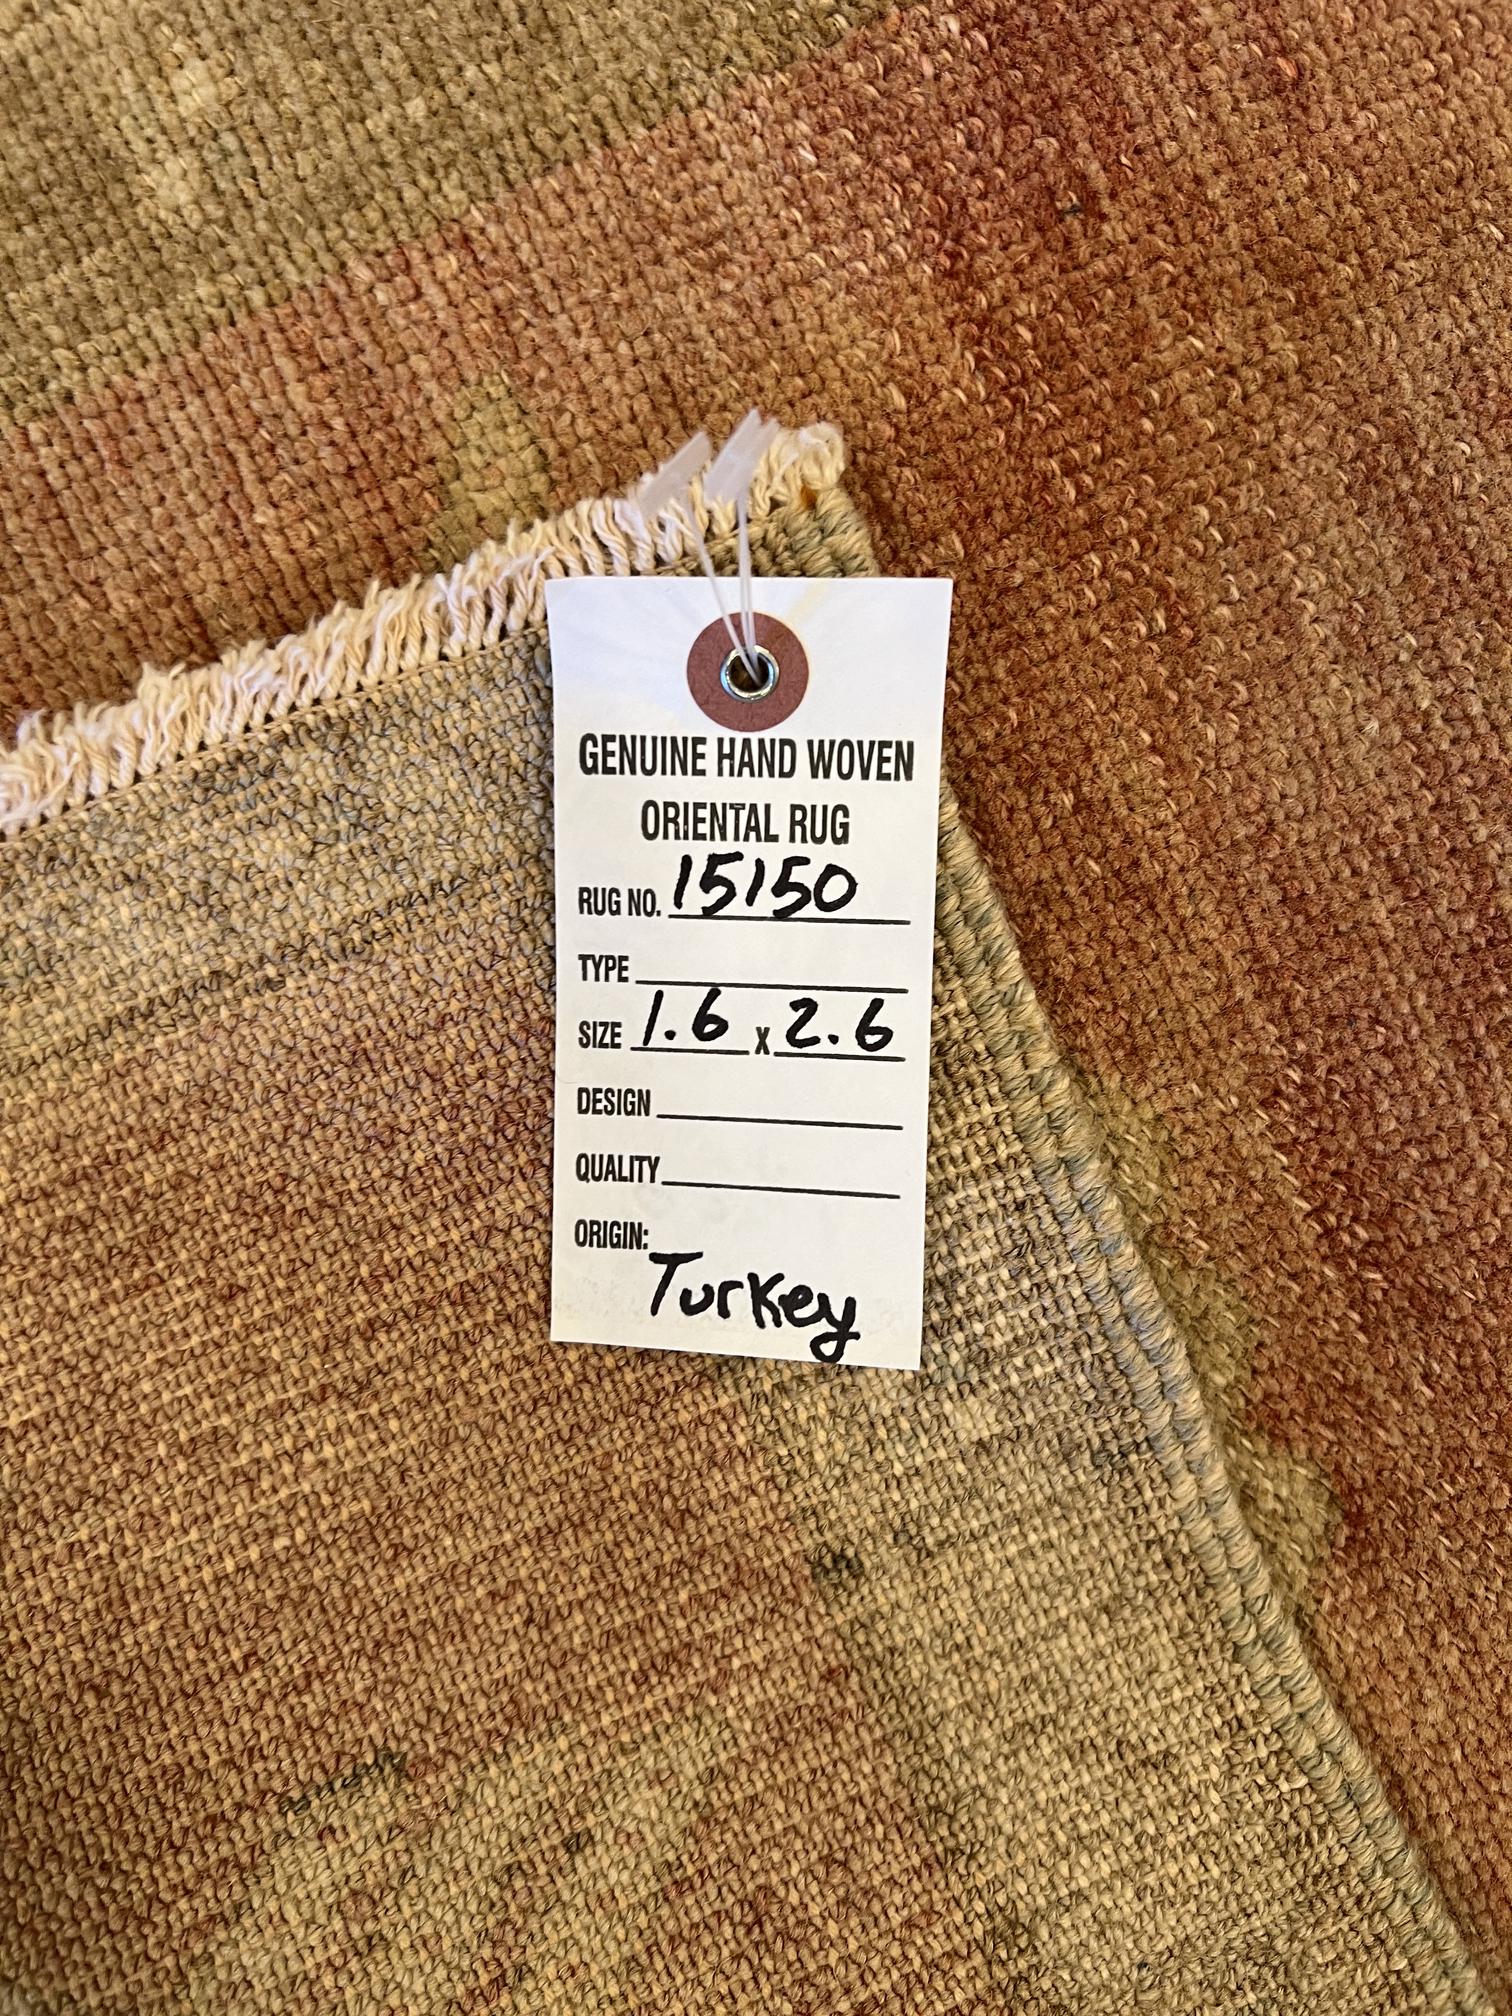 GENUINE HAND WOVEN
ORIENTAL RUG
RUG NO. 15150
TYPE
SIZE 1.6 x 2.6
DESIGN
QUALITY
ORIGIN:
Turkey